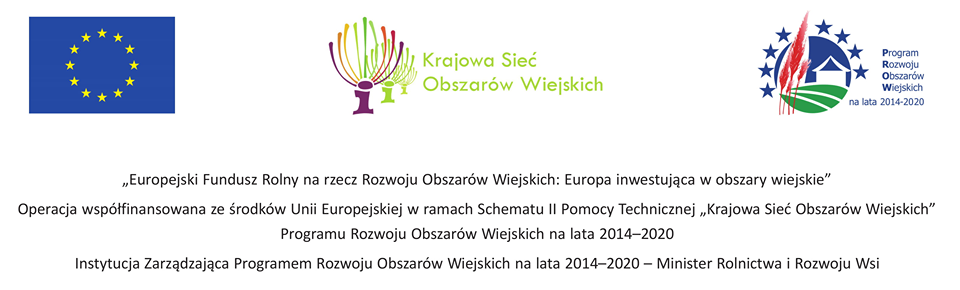 Krajowa Sieć
Obszarów Wiejskich
Program
Rozwoju
Obszarów
Wiejskich
na lata 2014-2020
„Europejski Fundusz Rolny na rzecz Rozwoju Obszarów Wiejskich: Europa inwestująca w obszary wiejskie”
Operacja współfinansowana ze środków Unii Europejskiej w ramach Schematu II Pomocy Technicznej „Krajowa Sieć Obszarów Wiejskich”
Programu Rozwoju Obszarów Wiejskich na lata 2014–2020
Instytucja Zarządzająca Programem Rozwoju Obszarów Wiejskich na lata 2014–2020 – Minister Rolnictwa i Rozwoju Wsi